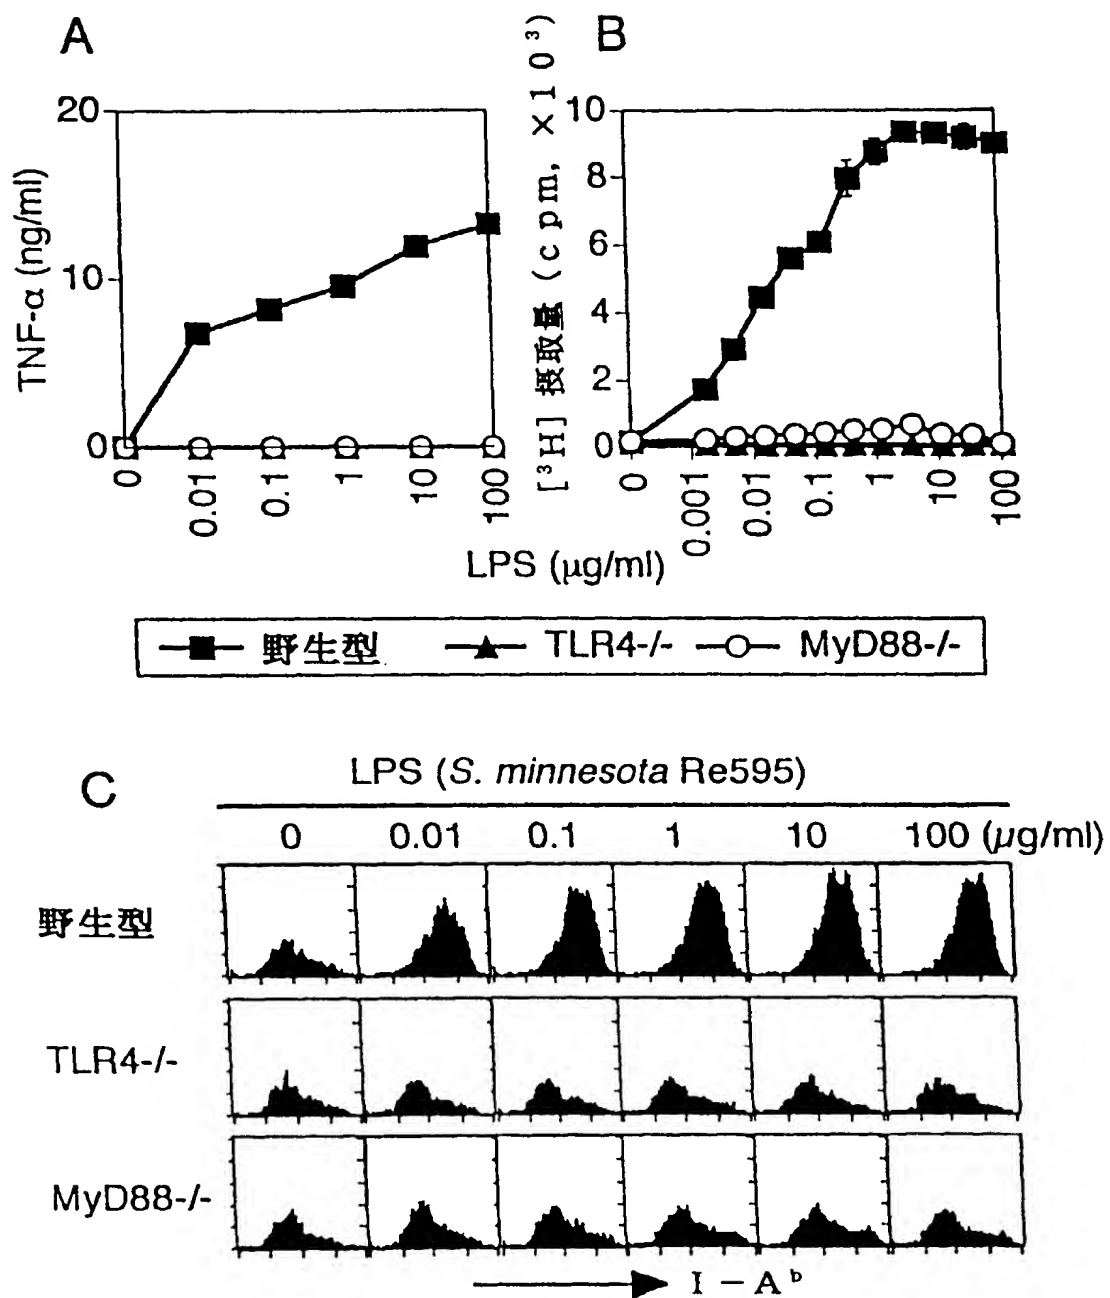 A
B
TNF-α (ng/ml)
20
10
0
0
0.01
0.1
1
10
100
[³H] 摂取量 (cpm, ×10³)
10
8
6
4
2
0
0
0.001
0.01
0.1
1
10
100
LPS (μg/ml)
野生型 TLR4-/- MyD88-/-
C
LPS (S. minnesota Re595)
0 0.01 0.1 1 10 100 (μg/ml)
野生型
TLR4-/-
MyD88-/-
I-Aᵇ